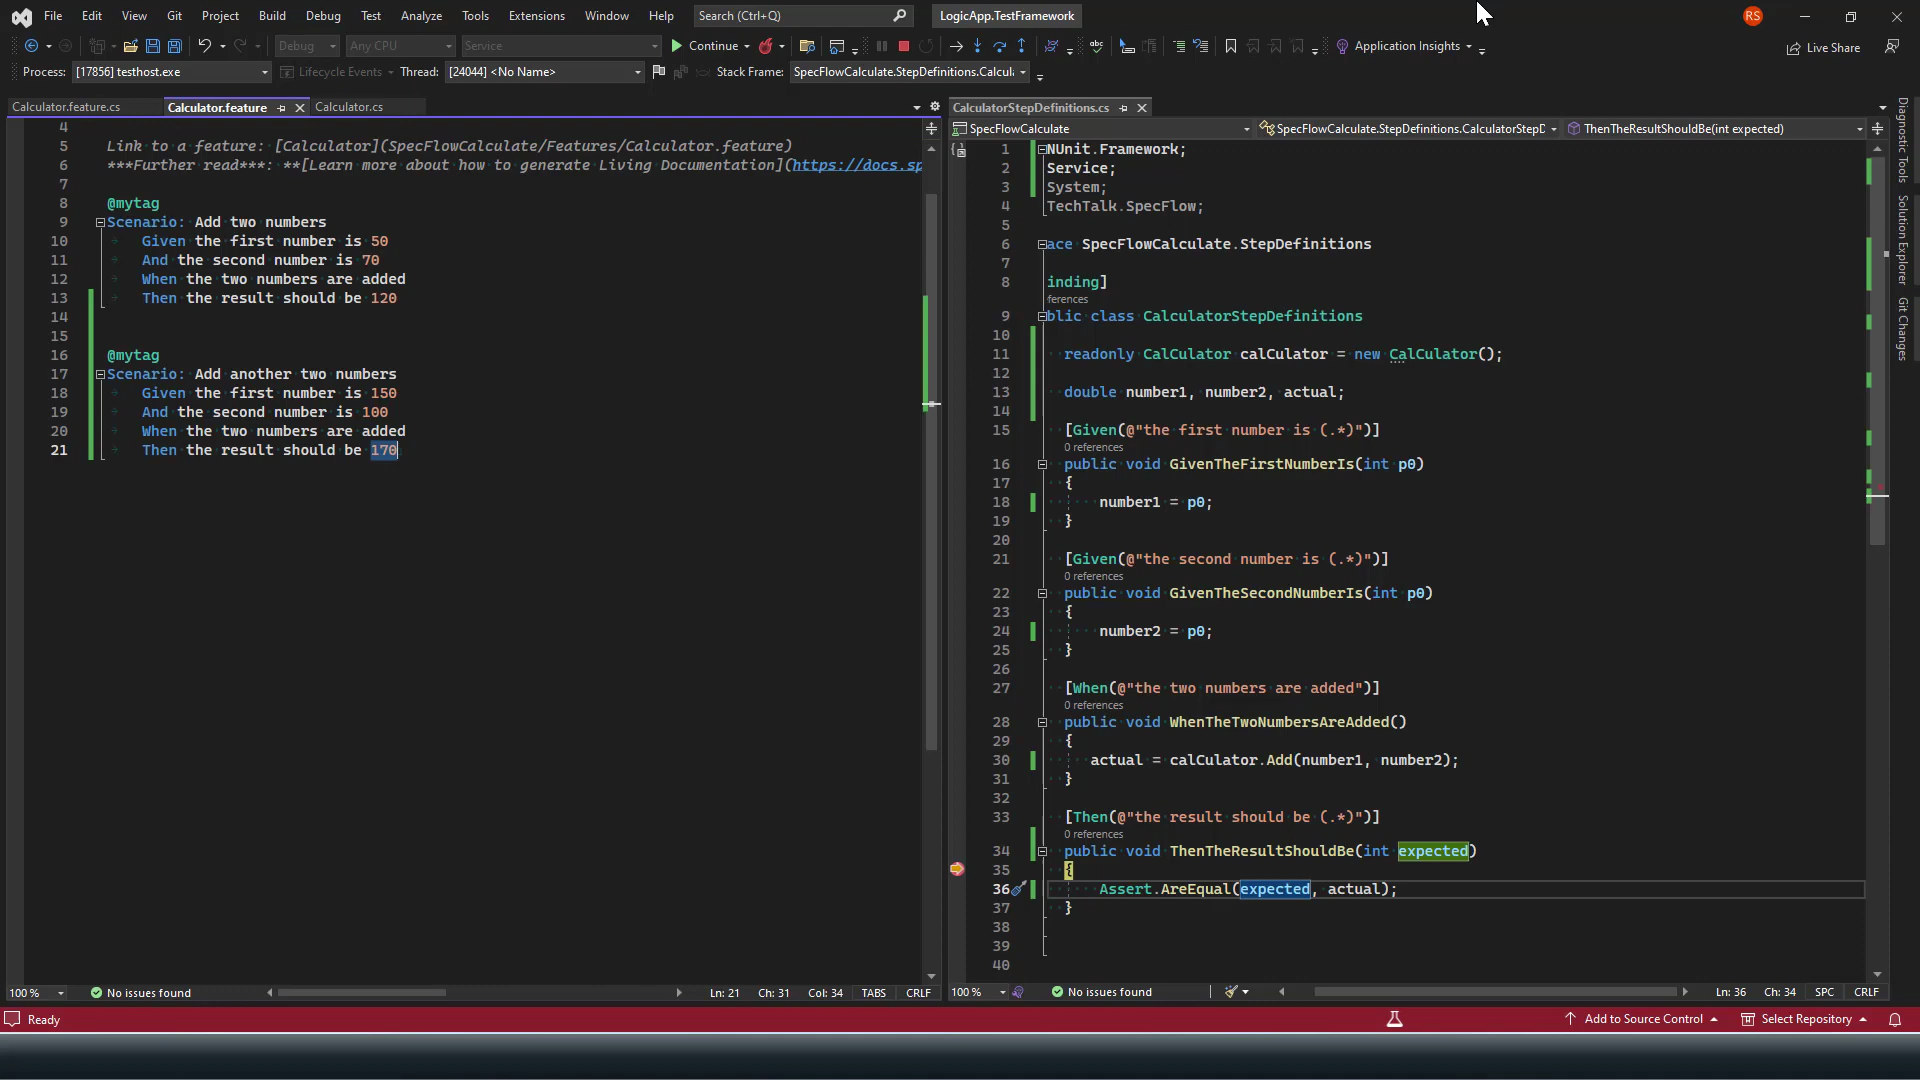 File Edit View Git Project Build Debug Test Analyze Tools Extensions Window Help Search (Ctrl+Q) LogicApp.TestFramework RS
Debug Any CPU Service Continue Application Insights Live Share
Process: [17856] testhost.exe Lifecycle Events Thread: [24044] <No Name> Stack Frame: SpecFlowCalculate.StepDefinitions.Calcul
Calculator.feature.cs Calculator.feature Calculator.cs
4
5 Link to a feature: [Calculator](SpecFlowCalculate/Features/Calculator.feature)
6 ***Further read***: **[Learn more about how to generate Living Documentation](https://docs.sp
7
8 @mytag
9 Scenario: Add two numbers
10 Given the first number is 50
11 And the second number is 70
12 When the two numbers are added
13 Then the result should be 120
14
15
16 @mytag
17 Scenario: Add another two numbers
18 Given the first number is 150
19 And the second number is 100
20 When the two numbers are added
21 Then the result should be 170
100 % No issues found Ln: 21 Ch: 31 Col: 34 TABS CRLF
CalculatorStepDefinitions.cs
SpecFlowCalculate SpecFlowCalculate.StepDefinitions.CalculatorStepD ThenTheResultShouldBe(int expected)
1 NUnit.Framework;
2 Service;
3 System;
4 TechTalk.SpecFlow;
5
6 ace SpecFlowCalculate.StepDefinitions
7
8 inding]
ferences
9 blic class CalculatorStepDefinitions
10
11 readonly CalCulator calCulator = new CalCulator();
12
13 double number1, number2, actual;
14
15 [Given(@"the first number is (.*)")]
0 references
16 public void GivenTheFirstNumberIs(int p0)
17 {
18 number1 = p0;
19 }
20
21 [Given(@"the second number is (.*)")]
0 references
22 public void GivenTheSecondNumberIs(int p0)
23 {
24 number2 = p0;
25 }
26
27 [When(@"the two numbers are added")]
0 references
28 public void WhenTheTwoNumbersAreAdded()
29 {
30 actual = calCulator.Add(number1, number2);
31 }
32
33 [Then(@"the result should be (.*)")]
0 references
34 public void ThenTheResultShouldBe(int expected)
35 {
36 Assert.AreEqual(expected, actual);
37 }
38
39
40
100 % No issues found Ln: 36 Ch: 34 SPC CRLF
Diagnostic Tools
Solution Explorer
Git Changes
Ready Add to Source Control Select Repository